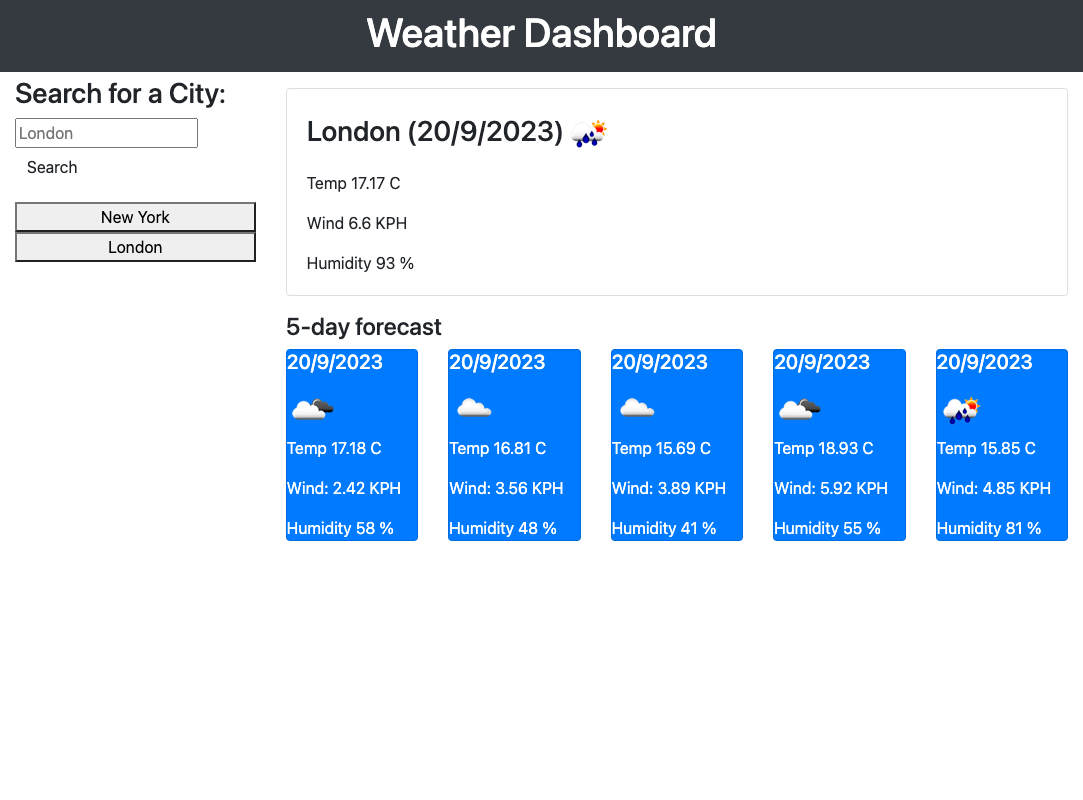 Weather Dashboard
Search for a City:
London
Search
New York
London
London (20/9/2023)
Temp 17.17 C
Wind 6.6 KPH
Humidity 93 %
5-day forecast
20/9/2023
Temp 17.18 C
Wind: 2.42 KPH
Humidity 58 %
20/9/2023
Temp 16.81 C
Wind: 3.56 KPH
Humidity 48 %
20/9/2023
Temp 15.69 C
Wind: 3.89 KPH
Humidity 41 %
20/9/2023
Temp 18.93 C
Wind: 5.92 KPH
Humidity 55 %
20/9/2023
Temp 15.85 C
Wind: 4.85 KPH
Humidity 81 %